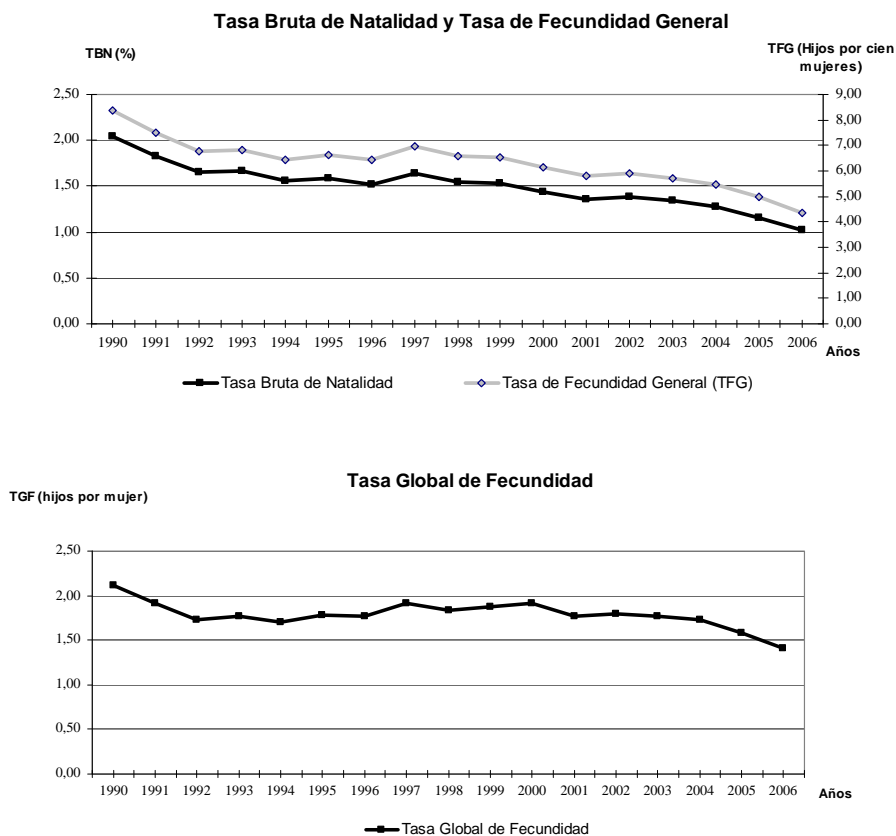 Tasa Bruta de Natalidad y Tasa de Fecundidad General
TBN (%)
TFG (Hijos por cien
mujeres)
2,50
2,00
1,50
1,00
0,50
0,00
9,00
8,00
7,00
6,00
5,00
4,00
3,00
2,00
1,00
0,00
1990 1991 1992 1993 1994 1995 1996 1997 1998 1999 2000 2001 2002 2003 2004 2005 2006
Años
Tasa Bruta de Natalidad Tasa de Fecundidad General (TFG)
Tasa Global de Fecundidad
TGF (hijos por mujer)
2,50
2,00
1,50
1,00
0,50
0,00
1990 1991 1992 1993 1994 1995 1996 1997 1998 1999 2000 2001 2002 2003 2004 2005 2006
Años
Tasa Global de Fecundidad